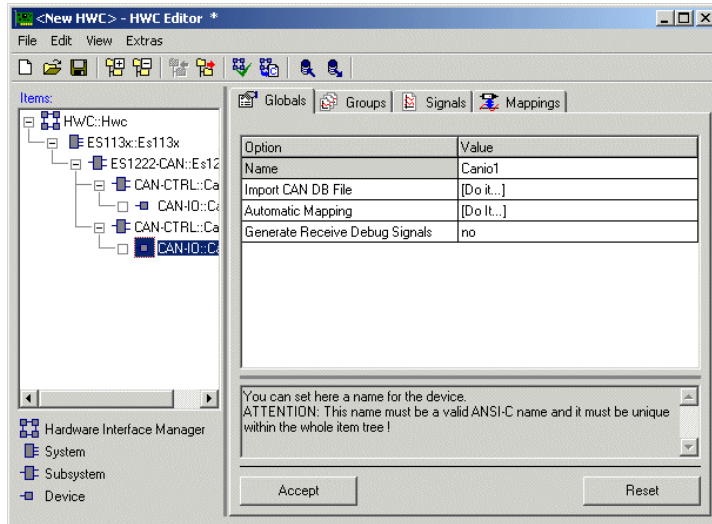 <New HWC> - HWC Editor *
File Edit View Extras
Items:
HWC::Hwc
ES113x::Es113x
ES1222-CAN::Es12
CAN-CTRL::Ca
CAN-IO::Ca
CAN-CTRL::Ca
CAN-IO::Ca
Hardware Interface Manager
System
Subsystem
Device
Globals Groups Signals Mappings
Option Value
Name Canio1
Import CAN DB File [Do it...]
Automatic Mapping [Do It...]
Generate Receive Debug Signals no
You can set here a name for the device.
ATTENTION: This name must be a valid ANSI-C name and it must be unique
within the whole item tree !
Accept Reset